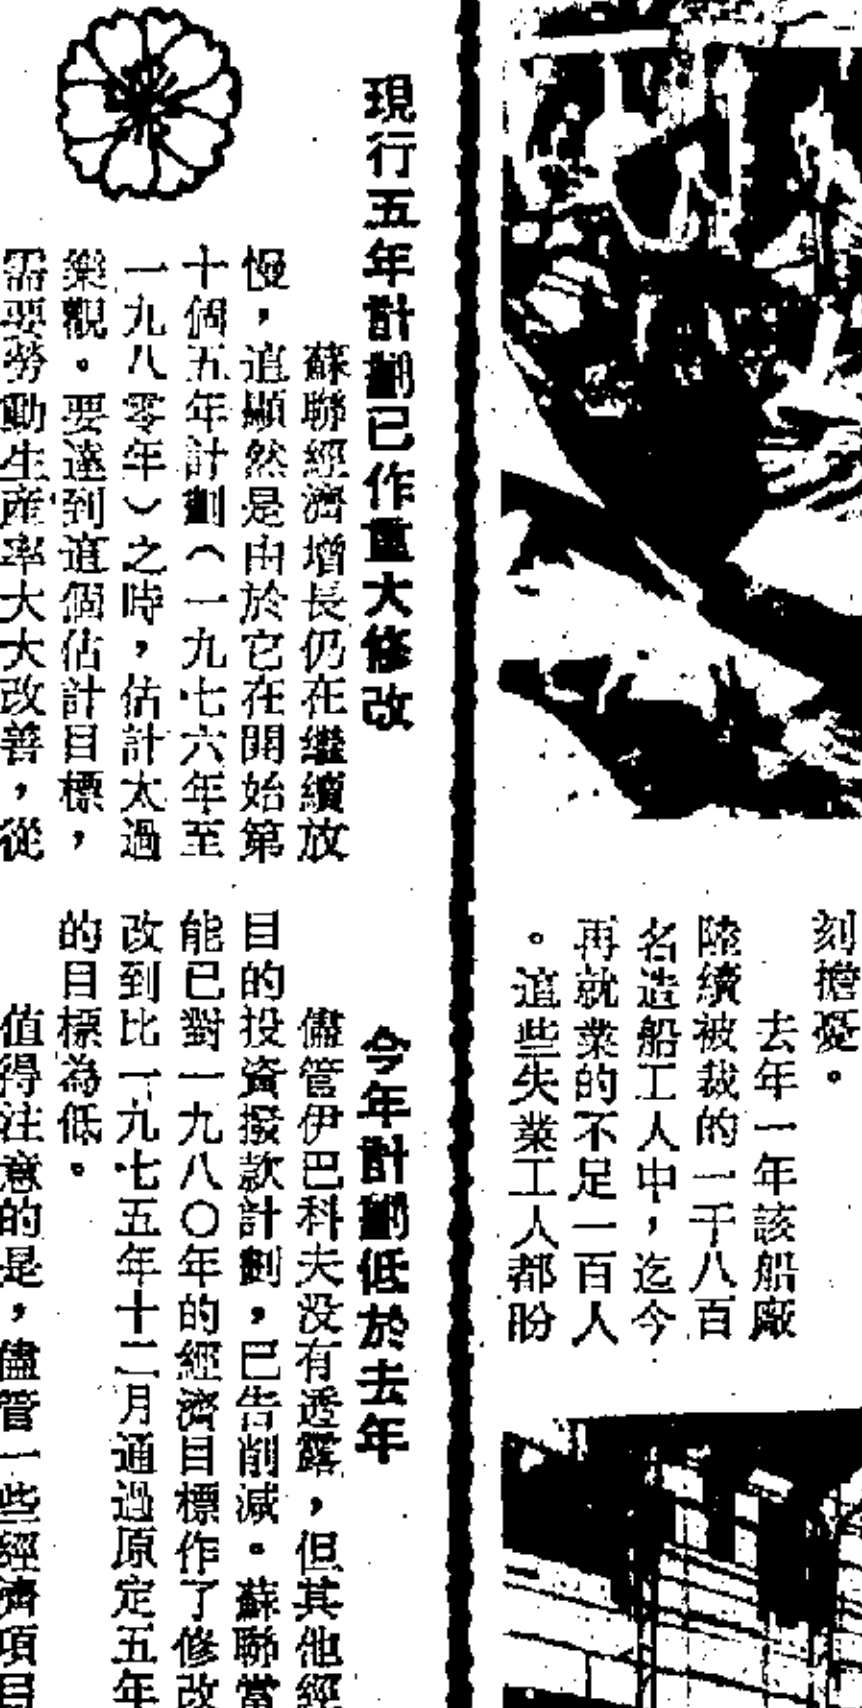 刻擔憂。
去年一年該船廠
陸續被裁的一千八百
名造船工人中，迄今
再就業的不足一百人
。這些失業工人都盼
現行五年計劃已作重大修改
蘇聯經濟增長仍在繼續放
慢，這顯然是由於它在開始第
十個五年計劃（一九七六年至
一九八零年）之時，估計太過
樂觀。要達到這個估計目標，
需要勞動生產率大大改善，從
今年計劃低於去年
儘管伊巴科夫没有透露，但其他經
目的投資撥款計劃，已告削減。蘇聯當
能已對一九八〇年的經濟目標作了修改
改到比一九七五年十二月通過原定五年
的目標為低。
值得注意的是，儘管一些經濟項目